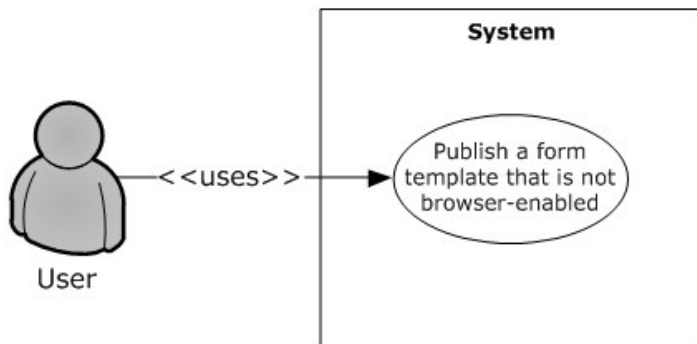 System
Publish a form
template that is not
browser-enabled
<<uses>>
User